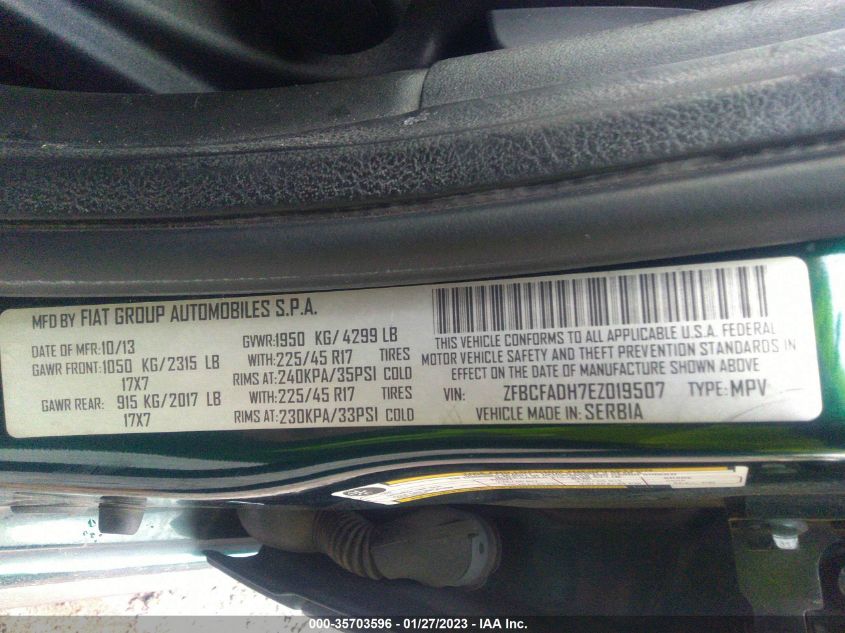 MFD BY FIAT GROUP AUTOMOBILES S.P.A.
DATE OF MFR:10/13 GVWR:1950 KG/4299 LB
GAWR FRONT:1050 KG/2315 LB WITH:225/45 R17 TIRES
17X7 RIMS AT:240KPA/35PSI COLD
GAWR REAR: 915 KG/2017 LB WITH:225/45 R17 TIRES
17X7 RIMS AT:230KPA/33PSI COLD
THIS VEHICLE CONFORMS TO ALL APPLICABLE U.S.A. FEDERAL
MOTOR VEHICLE SAFETY AND THEFT PREVENTION STANDARDS IN
EFFECT ON THE DATE OF MANUFACTURE SHOWN ABOVE.
VIN: ZFBCFADH7EZ019507 TYPE: MPV
VEHICLE MADE IN: SERBIA
000-35703596 - 01/27/2023 - IAA Inc.